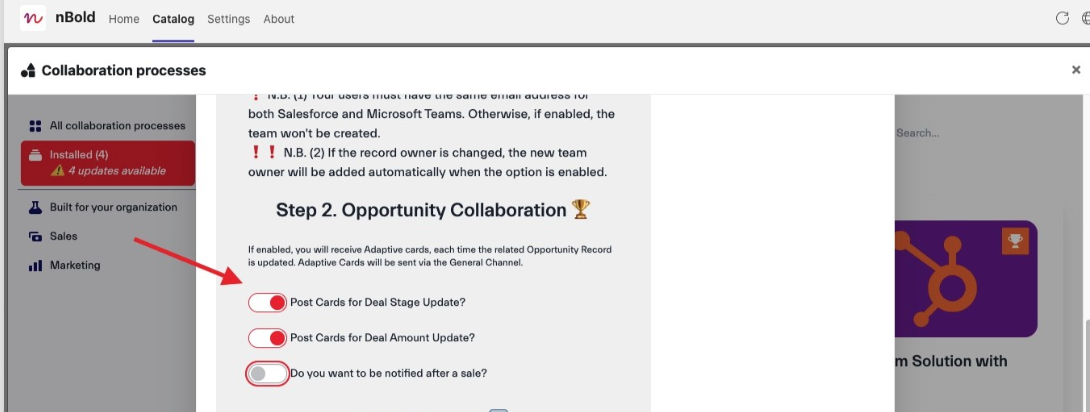 nBold Home Catalog Settings About
Collaboration processes
All collaboration processes
Installed (4)
4 updates available
Built for your organization
Sales
Marketing
❗ N.B. (1) Your users must have the same email address for
both Salesforce and Microsoft Teams. Otherwise, if enabled, the
team won't be created.
❗❗ N.B. (2) If the record owner is changed, the new team
owner will be added automatically when the option is enabled.
Step 2. Opportunity Collaboration 🏆
If enabled, you will receive Adaptive cards, each time the related Opportunity Record
is updated. Adaptive Cards will be sent via the General Channel.
Post Cards for Deal Stage Update?
Post Cards for Deal Amount Update?
Do you want to be notified after a sale?
Search...
m Solution with